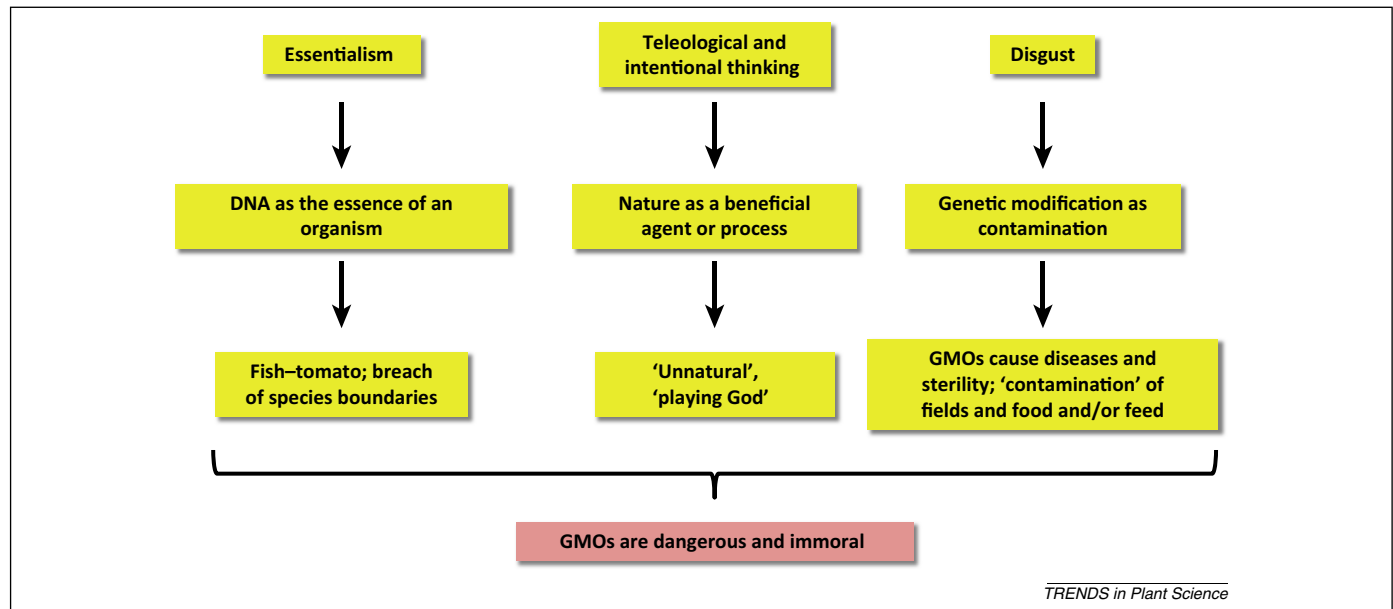 Essentialism
Teleological and
intentional thinking
Disgust
DNA as the essence of an
organism
Nature as a beneficial
agent or process
Genetic modification as
contamination
Fish–tomato; breach
of species boundaries
‘Unnatural’,
‘playing God’
GMOs cause diseases and
sterility; ‘contamination’ of
fields and food and/or feed
GMOs are dangerous and immoral
TRENDS in Plant Science